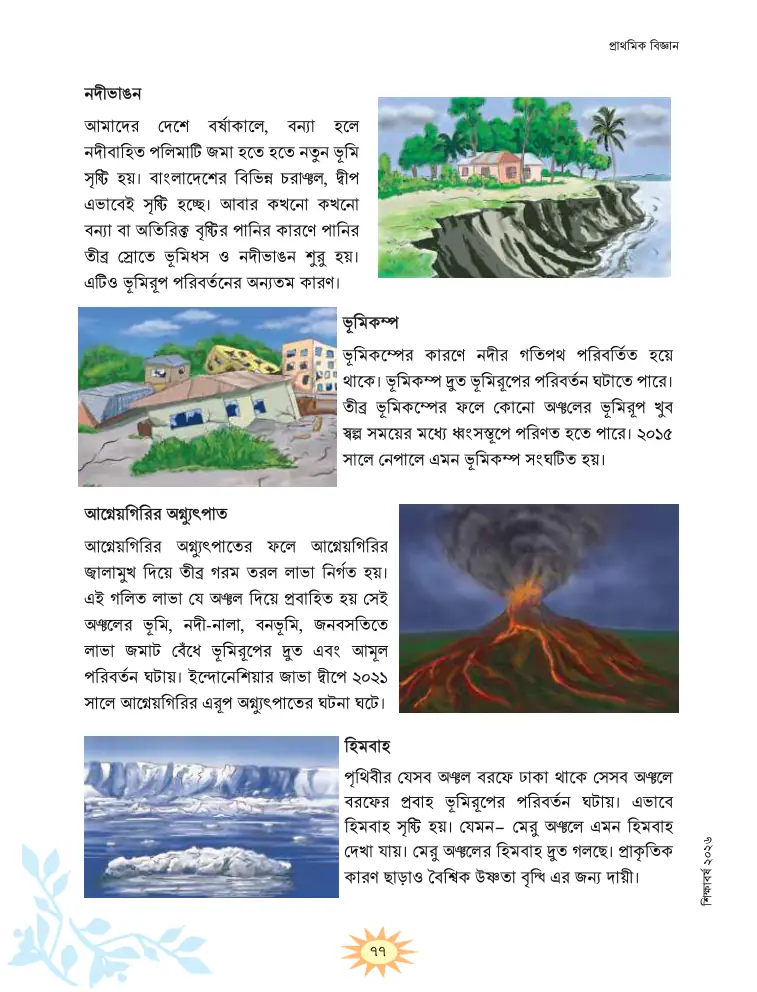 প্রাথমিক বিজ্ঞান
নদীভাঙন
আমাদের দেশে বর্ষাকালে, বন্যা হলে
নদীবাহিত পলিমাটি জমা হতে হতে নতুন ভূমি
সৃষ্টি হয়। বাংলাদেশের বিভিন্ন চরাঞ্চল, দ্বীপ
এভাবেই সৃষ্টি হচ্ছে। আবার কখনো কখনো
বন্যা বা অতিরিক্ত বৃষ্টির পানির কারণে পানির
তীব্র স্রোতে ভূমিধস ও নদীভাঙন শুরু হয়।
এটিও ভূমিরূপ পরিবর্তনের অন্যতম কারণ।
ভূমিকম্প
ভূমিকম্পের কারণে নদীর গতিপথ পরিবর্তিত হয়ে
থাকে। ভূমিকম্প দ্রুত ভূমিরূপের পরিবর্তন ঘটাতে পারে।
তীব্র ভূমিকম্পের ফলে কোনো অঞ্চলের ভূমিরূপ খুব
স্বল্প সময়ের মধ্যে ধ্বংসস্তূপে পরিণত হতে পারে। ২০১৫
সালে নেপালে এমন ভূমিকম্প সংঘটিত হয়।
আগ্নেয়গিরির অগ্ন্যুৎপাত
আগ্নেয়গিরির অগ্ন্যুৎপাতের ফলে আগ্নেয়গিরির
জ্বালামুখ দিয়ে তীব্র গরম তরল লাভা নির্গত হয়।
এই গলিত লাভা যে অঞ্চল দিয়ে প্রবাহিত হয় সেই
অঞ্চলের ভূমি, নদী-নালা, বনভূমি, জনবসতিতে
লাভা জমাট বেঁধে ভূমিরূপের দ্রুত এবং আমূল
পরিবর্তন ঘটায়। ইন্দোনেশিয়ার জাভা দ্বীপে ২০২১
সালে আগ্নেয়গিরির এরূপ অগ্ন্যুৎপাতের ঘটনা ঘটে।
হিমবাহ
পৃথিবীর যেসব অঞ্চল বরফে ঢাকা থাকে সেসব অঞ্চলে
বরফের প্রবাহ ভূমিরূপের পরিবর্তন ঘটায়। এভাবে
হিমবাহ সৃষ্টি হয়। যেমন– মেরু অঞ্চলে এমন হিমবাহ
দেখা যায়। মেরু অঞ্চলের হিমবাহ দ্রুত গলছে। প্রাকৃতিক
কারণ ছাড়াও বৈশ্বিক উষ্ণতা বৃদ্ধি এর জন্য দায়ী।
শিক্ষাবর্ষ ২০২৬
৭৭